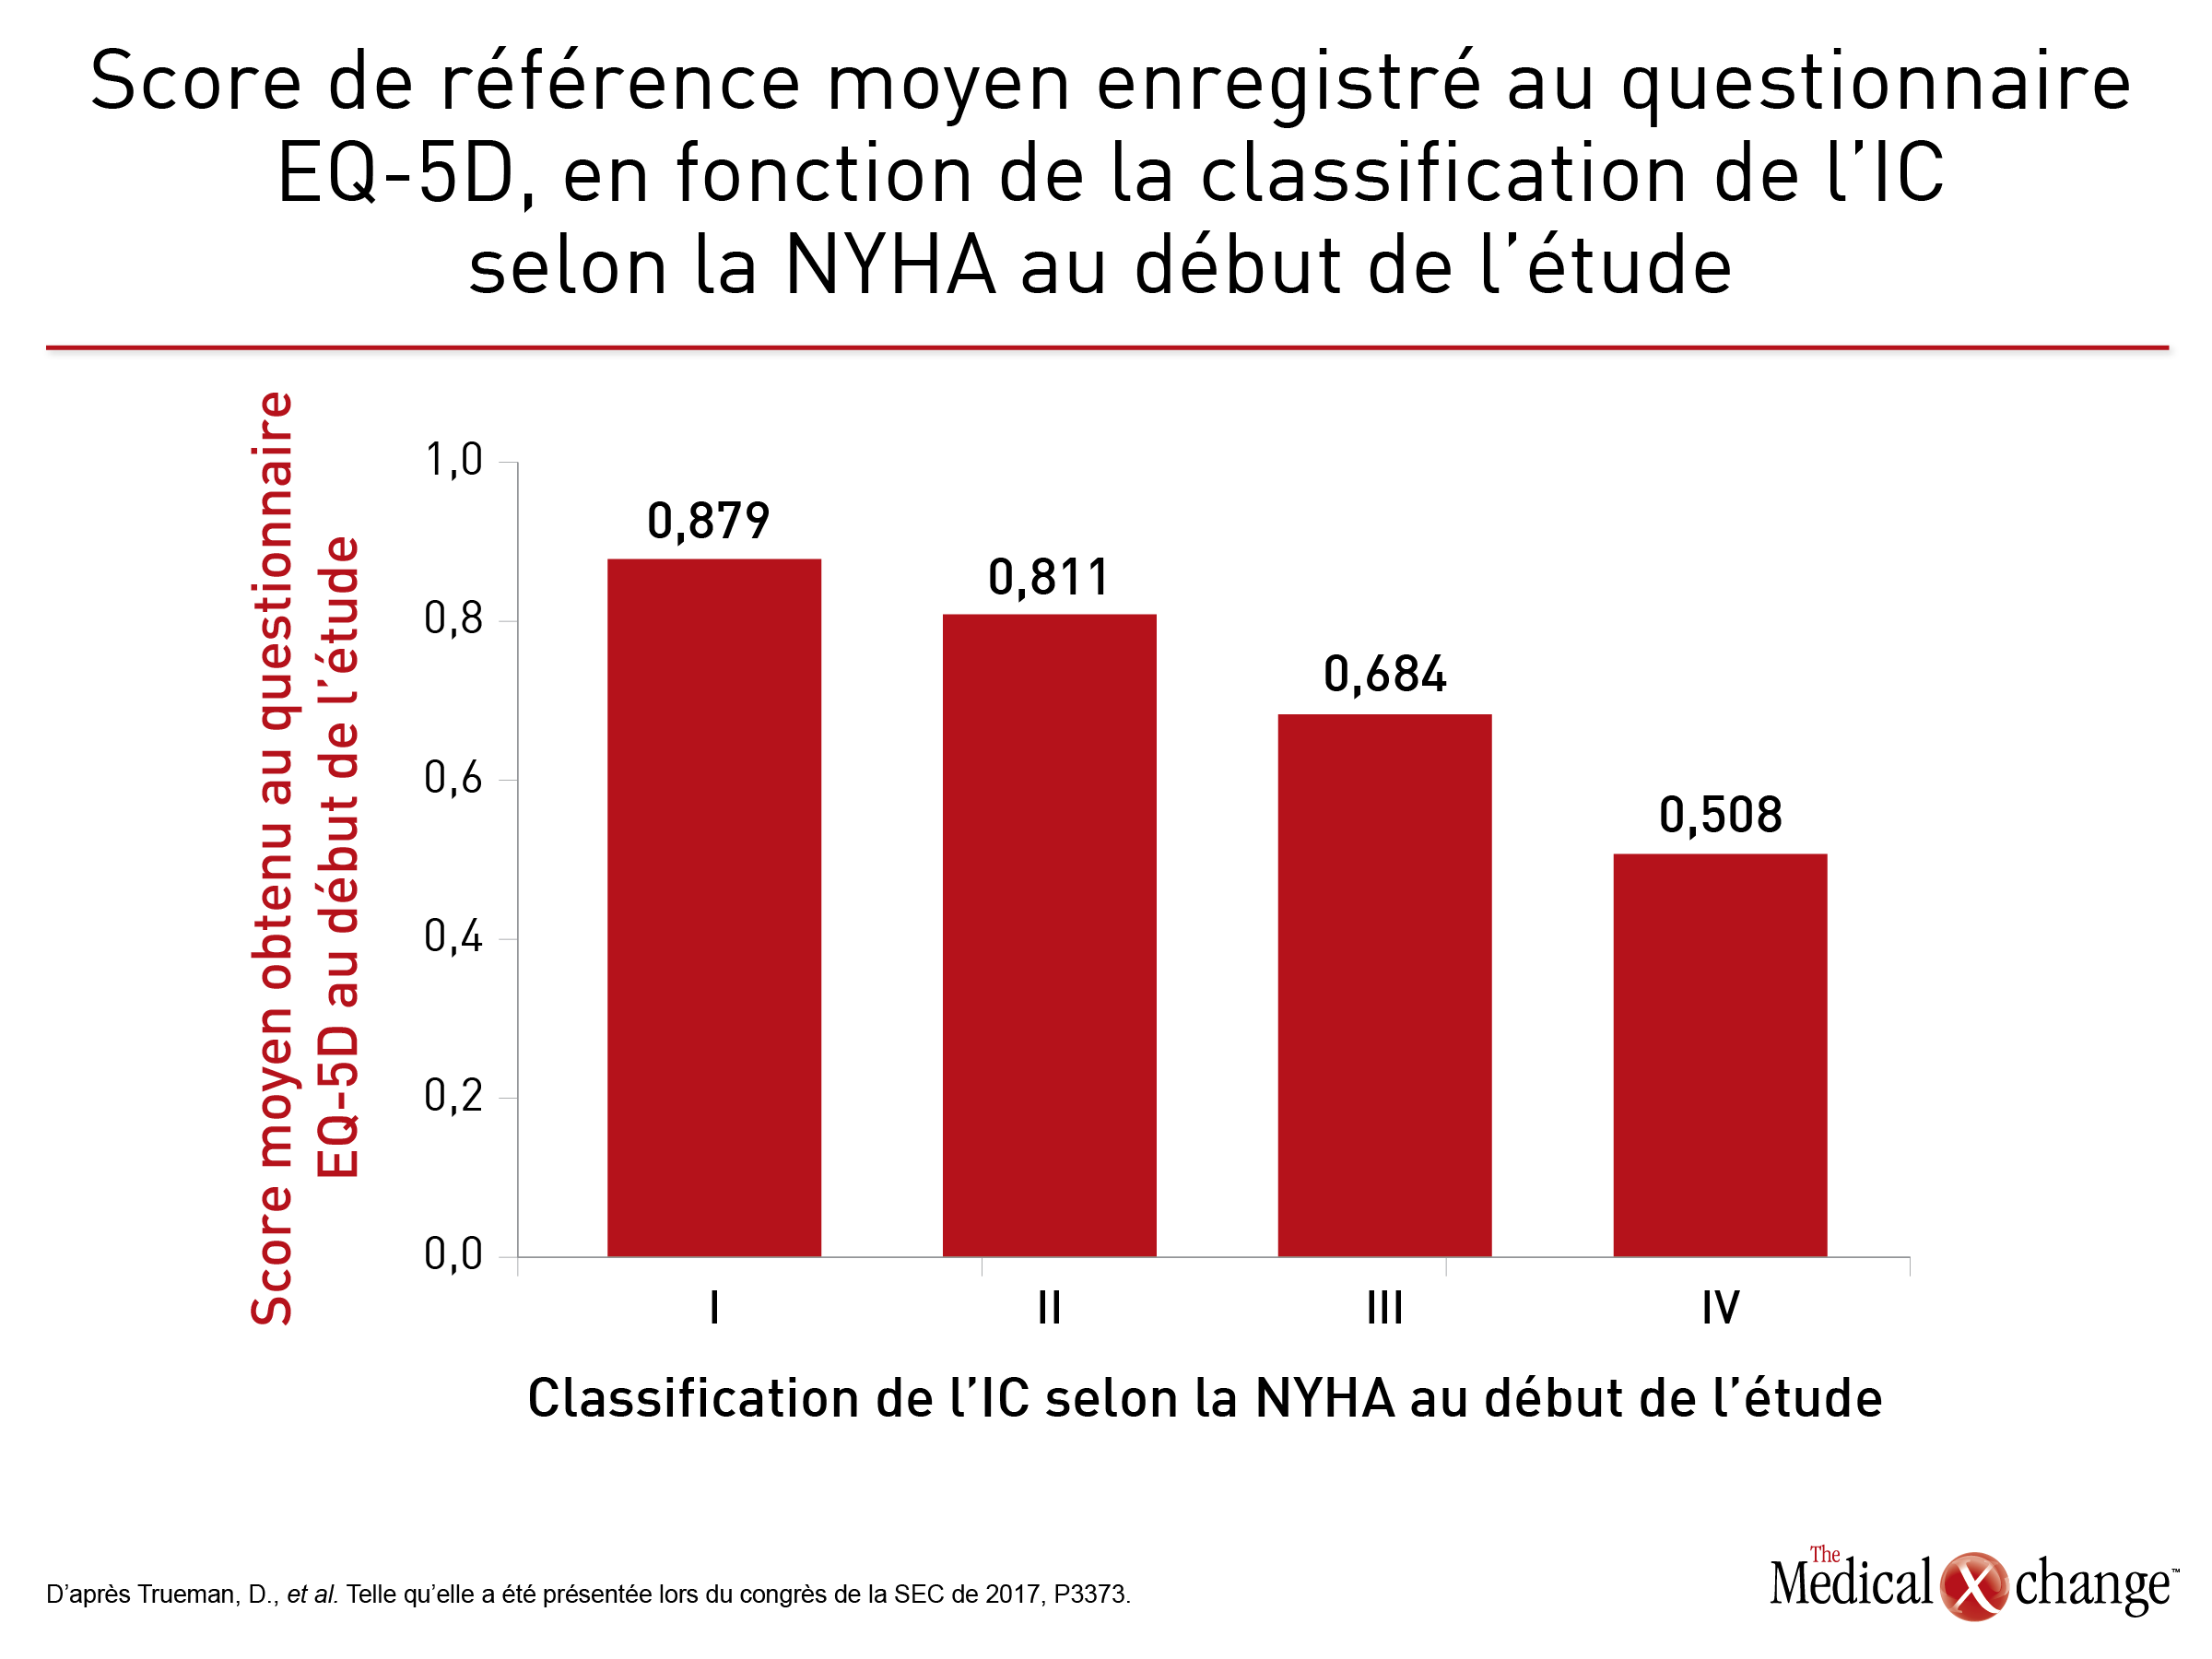 Score de référence moyen enregistré au questionnaire
EQ-5D, en fonction de la classification de l’IC
selon la NYHA au début de l’étude
Score moyen obtenu au questionnaire
EQ-5D au début de l’étude
1,0
0,8
0,6
0,4
0,2
0,0
0,879
0,811
0,684
0,508
I
II
III
IV
Classification de l’IC selon la NYHA au début de l’étude
D’après Trueman, D., et al. Telle qu’elle a été présentée lors du congrès de la SEC de 2017, P3373.
The
Medical Xchange™